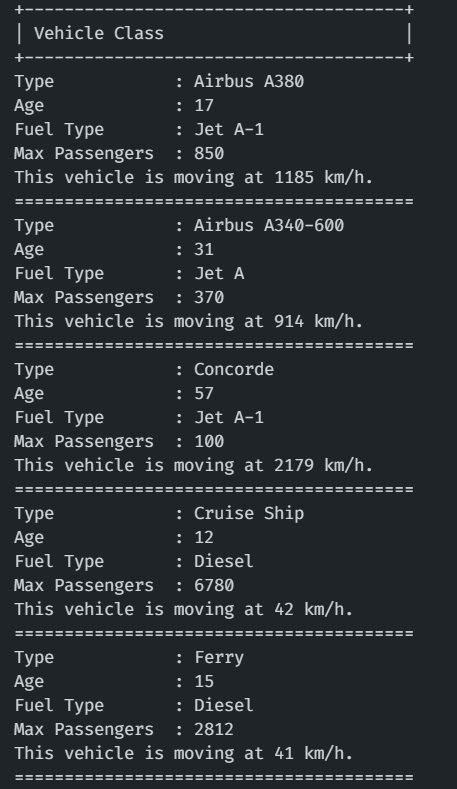 +--------------------------------------+
| Vehicle Class                        |
+--------------------------------------+
Type            : Airbus A380
Age             : 17
Fuel Type       : Jet A-1
Max Passengers  : 850
This vehicle is moving at 1185 km/h.
========================================
Type            : Airbus A340-600
Age             : 31
Fuel Type       : Jet A
Max Passengers  : 370
This vehicle is moving at 914 km/h.
========================================
Type            : Concorde
Age             : 57
Fuel Type       : Jet A-1
Max Passengers  : 100
This vehicle is moving at 2179 km/h.
========================================
Type            : Cruise Ship
Age             : 12
Fuel Type       : Diesel
Max Passengers  : 6780
This vehicle is moving at 42 km/h.
========================================
Type            : Ferry
Age             : 15
Fuel Type       : Diesel
Max Passengers  : 2812
This vehicle is moving at 41 km/h.
========================================